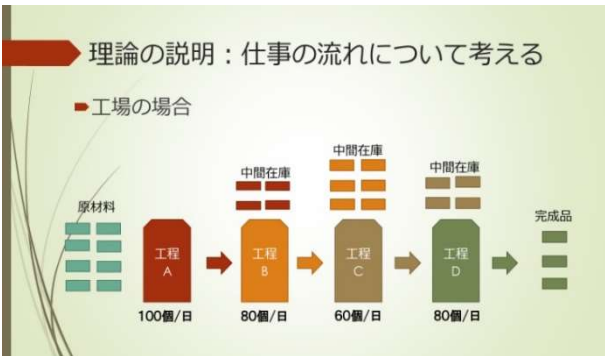 理論の説明：仕事の流れについて考える
工場の場合
中間在庫
中間在庫
中間在庫
原材料
完成品
工程
A
工程
B
工程
C
工程
D
100個/日
80個/日
60個/日
80個/日